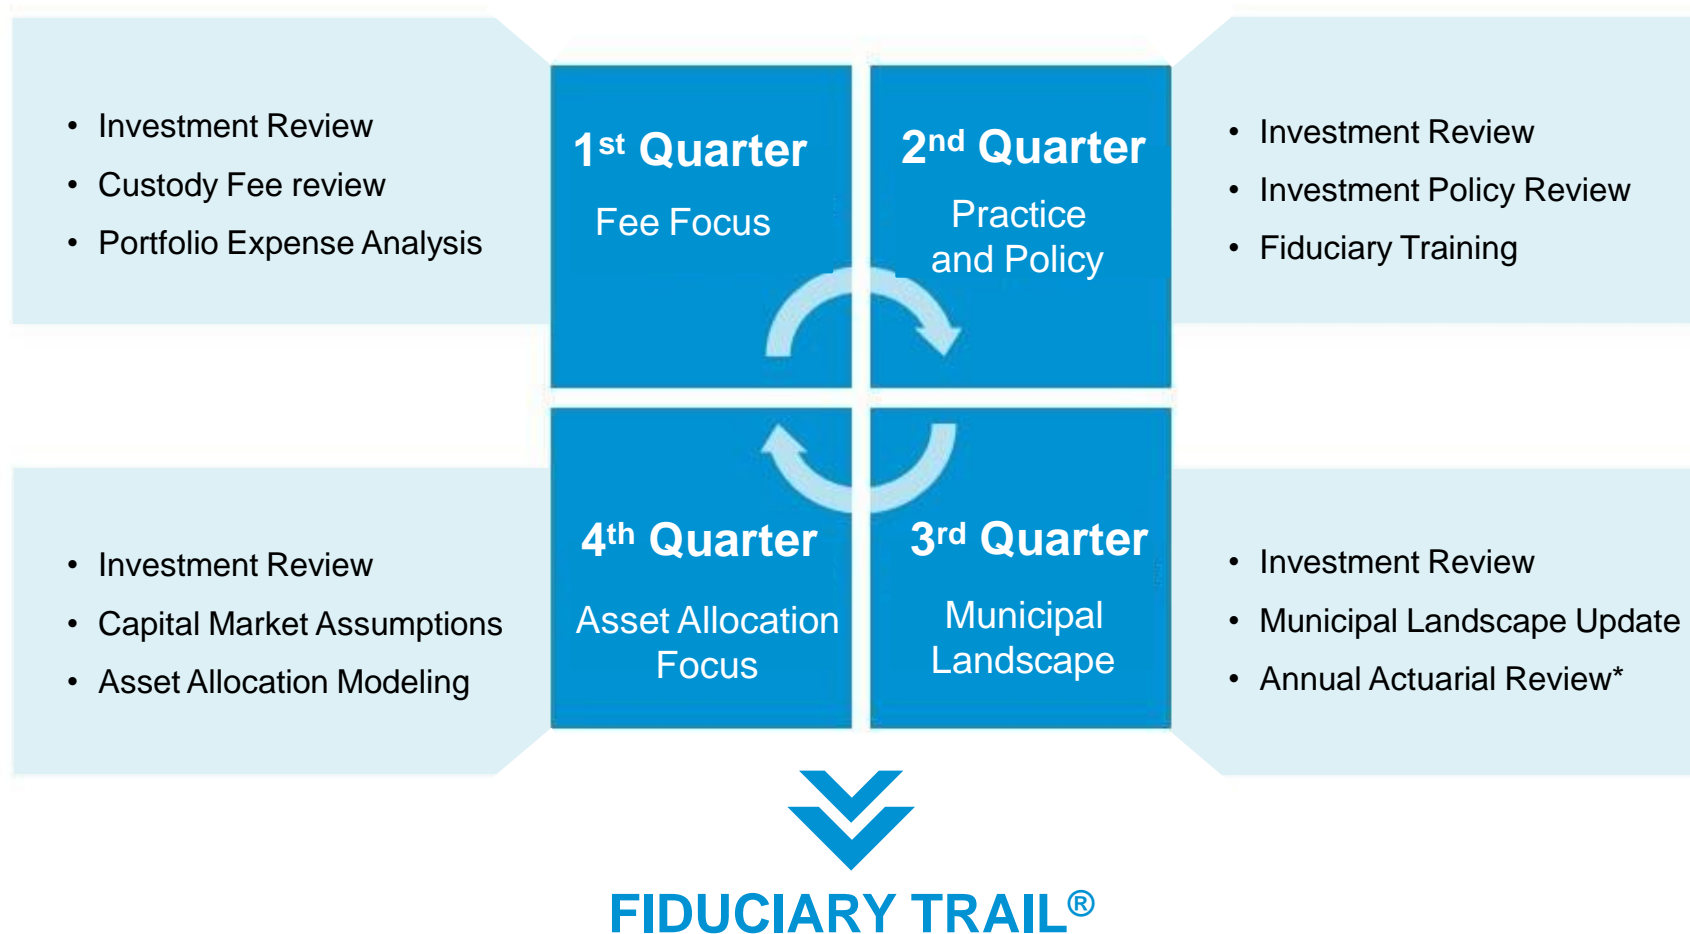 • Investment Review
• Custody Fee review
• Portfolio Expense Analysis
1st Quarter
Fee Focus
2nd Quarter
Practice
and Policy
• Investment Review
• Investment Policy Review
• Fiduciary Training
• Investment Review
• Capital Market Assumptions
• Asset Allocation Modeling
4th Quarter
Asset Allocation
Focus
3rd Quarter
Municipal
Landscape
• Investment Review
• Municipal Landscape Update
• Annual Actuarial Review*
FIDUCIARY TRAIL®